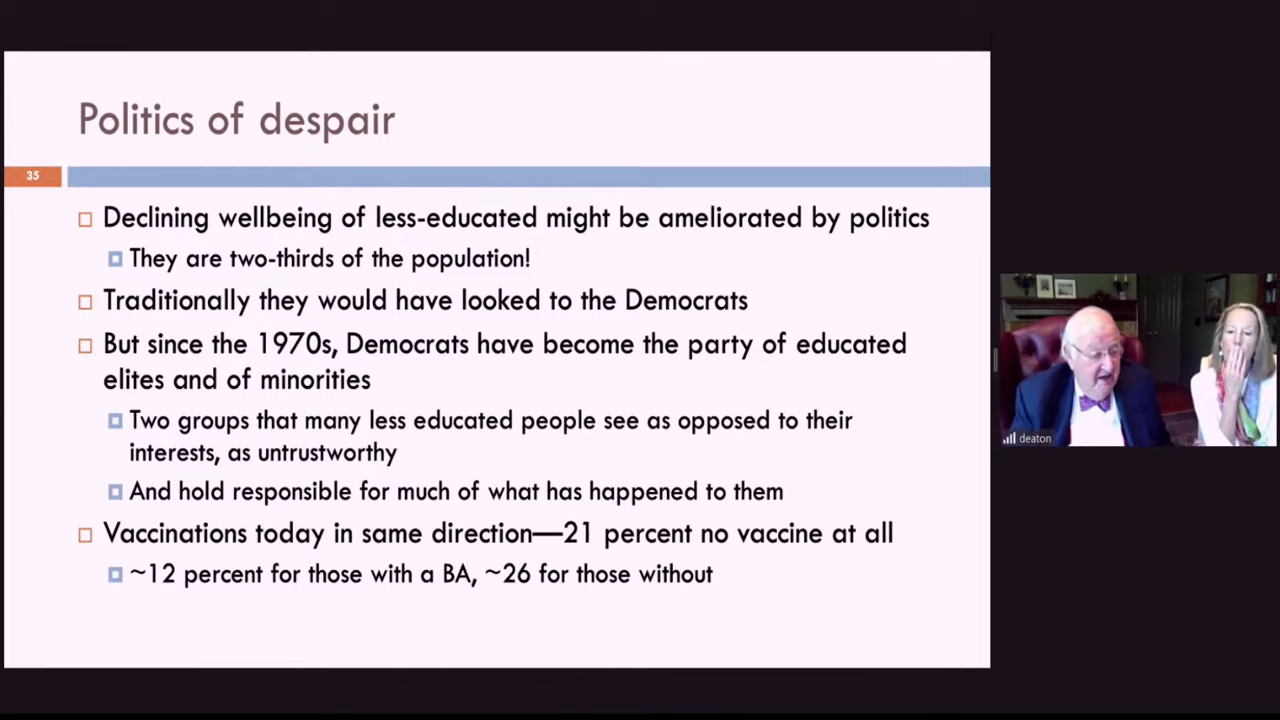 Politics of despair
35
Declining wellbeing of less-educated might be ameliorated by politics
They are two-thirds of the population!
Traditionally they would have looked to the Democrats
But since the 1970s, Democrats have become the party of educated
elites and of minorities
Two groups that many less educated people see as opposed to their
interests, as untrustworthy
And hold responsible for much of what has happened to them
Vaccinations today in same direction—21 percent no vaccine at all
~12 percent for those with a BA, ~26 for those without
deaton